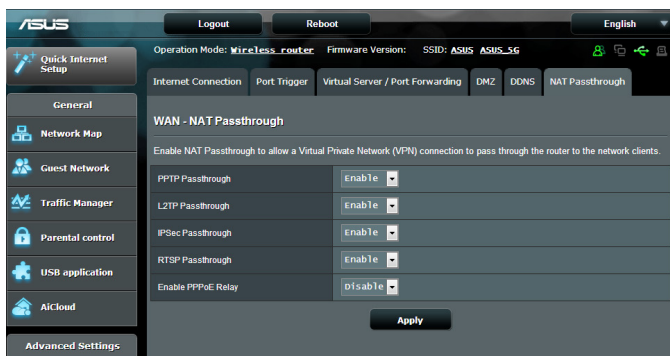 ASUS
Logout
Reboot
English
Quick Internet Setup
Operation Mode: Wireless router Firmware Version: SSID: ASUS ASUS_5G
Internet Connection
Port Trigger
Virtual Server / Port Forwarding
DMZ
DDNS
NAT Passthrough
General
Network Map
Guest Network
Traffic Manager
Parental control
USB application
AiCloud
Advanced Settings
WAN - NAT Passthrough
Enable NAT Passthrough to allow a Virtual Private Network (VPN) connection to pass through the router to the network clients.
PPTP Passthrough Enable
L2TP Passthrough Enable
IPSec Passthrough Enable
RTSP Passthrough Enable
Enable PPPoE Relay Disable
Apply